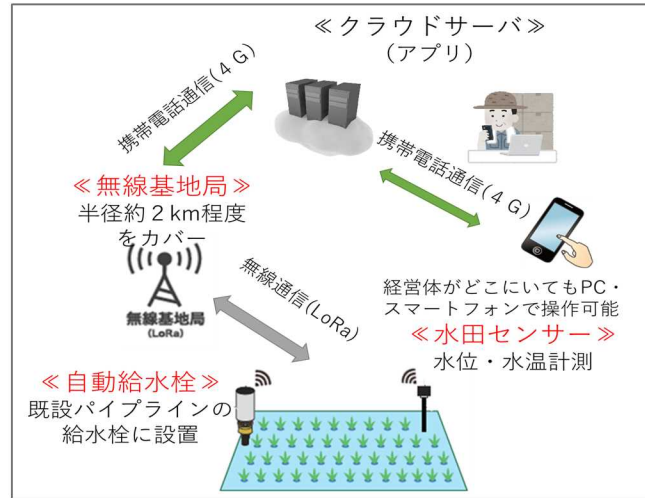 ≪クラウドサーバ≫
(アプリ)
携帯電話通信(4 G)
携帯電話通信(4 G)
≪無線基地局≫
半径約２km程度
をカバー
無線基地局
(LoRa)
無線通信(LoRa)
経営体がどこにいてもPC・
スマートフォンで操作可能
≪水田センサー≫
水位・水温計測
≪自動給水栓≫
既設パイプラインの
給水栓に設置